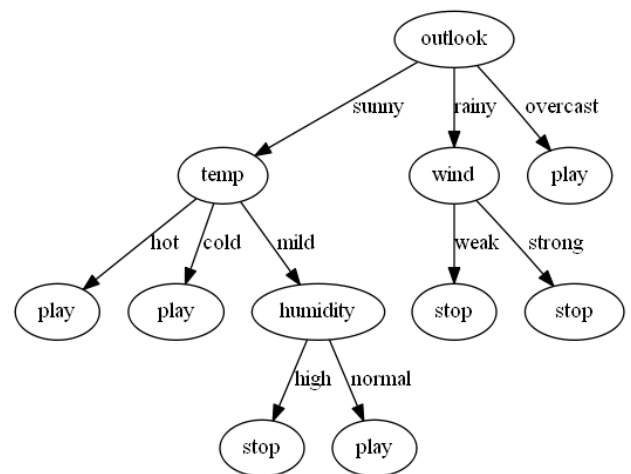 outlook
sunny rainy overcast
temp wind play
hot cold mild weak strong
play play humidity stop stop
high normal
stop play